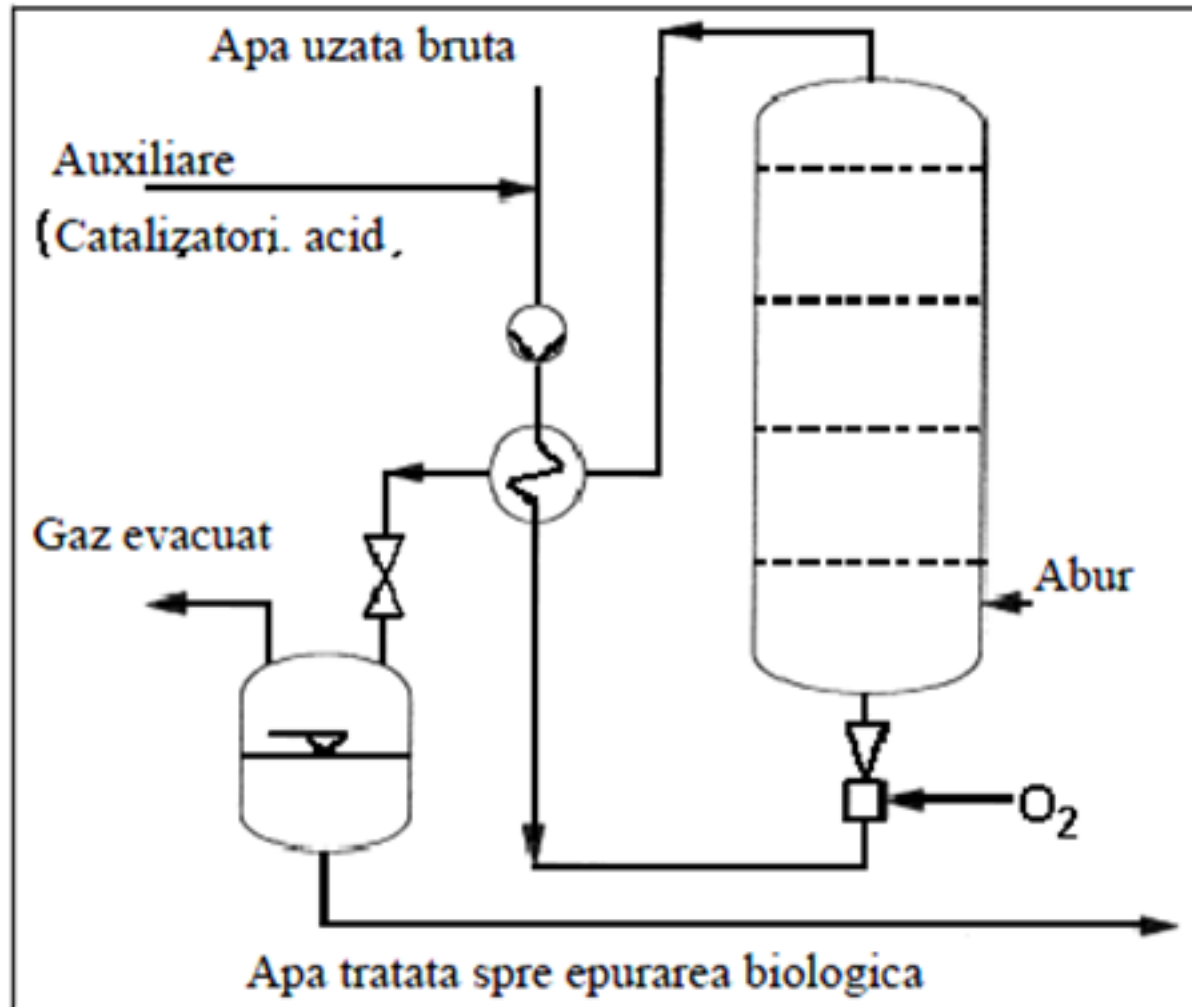 Apa uzata bruta
Auxiliare
(Catalizatori. acid,
Gaz evacuat
Abur
O₂
Apa tratata spre epurarea biologica